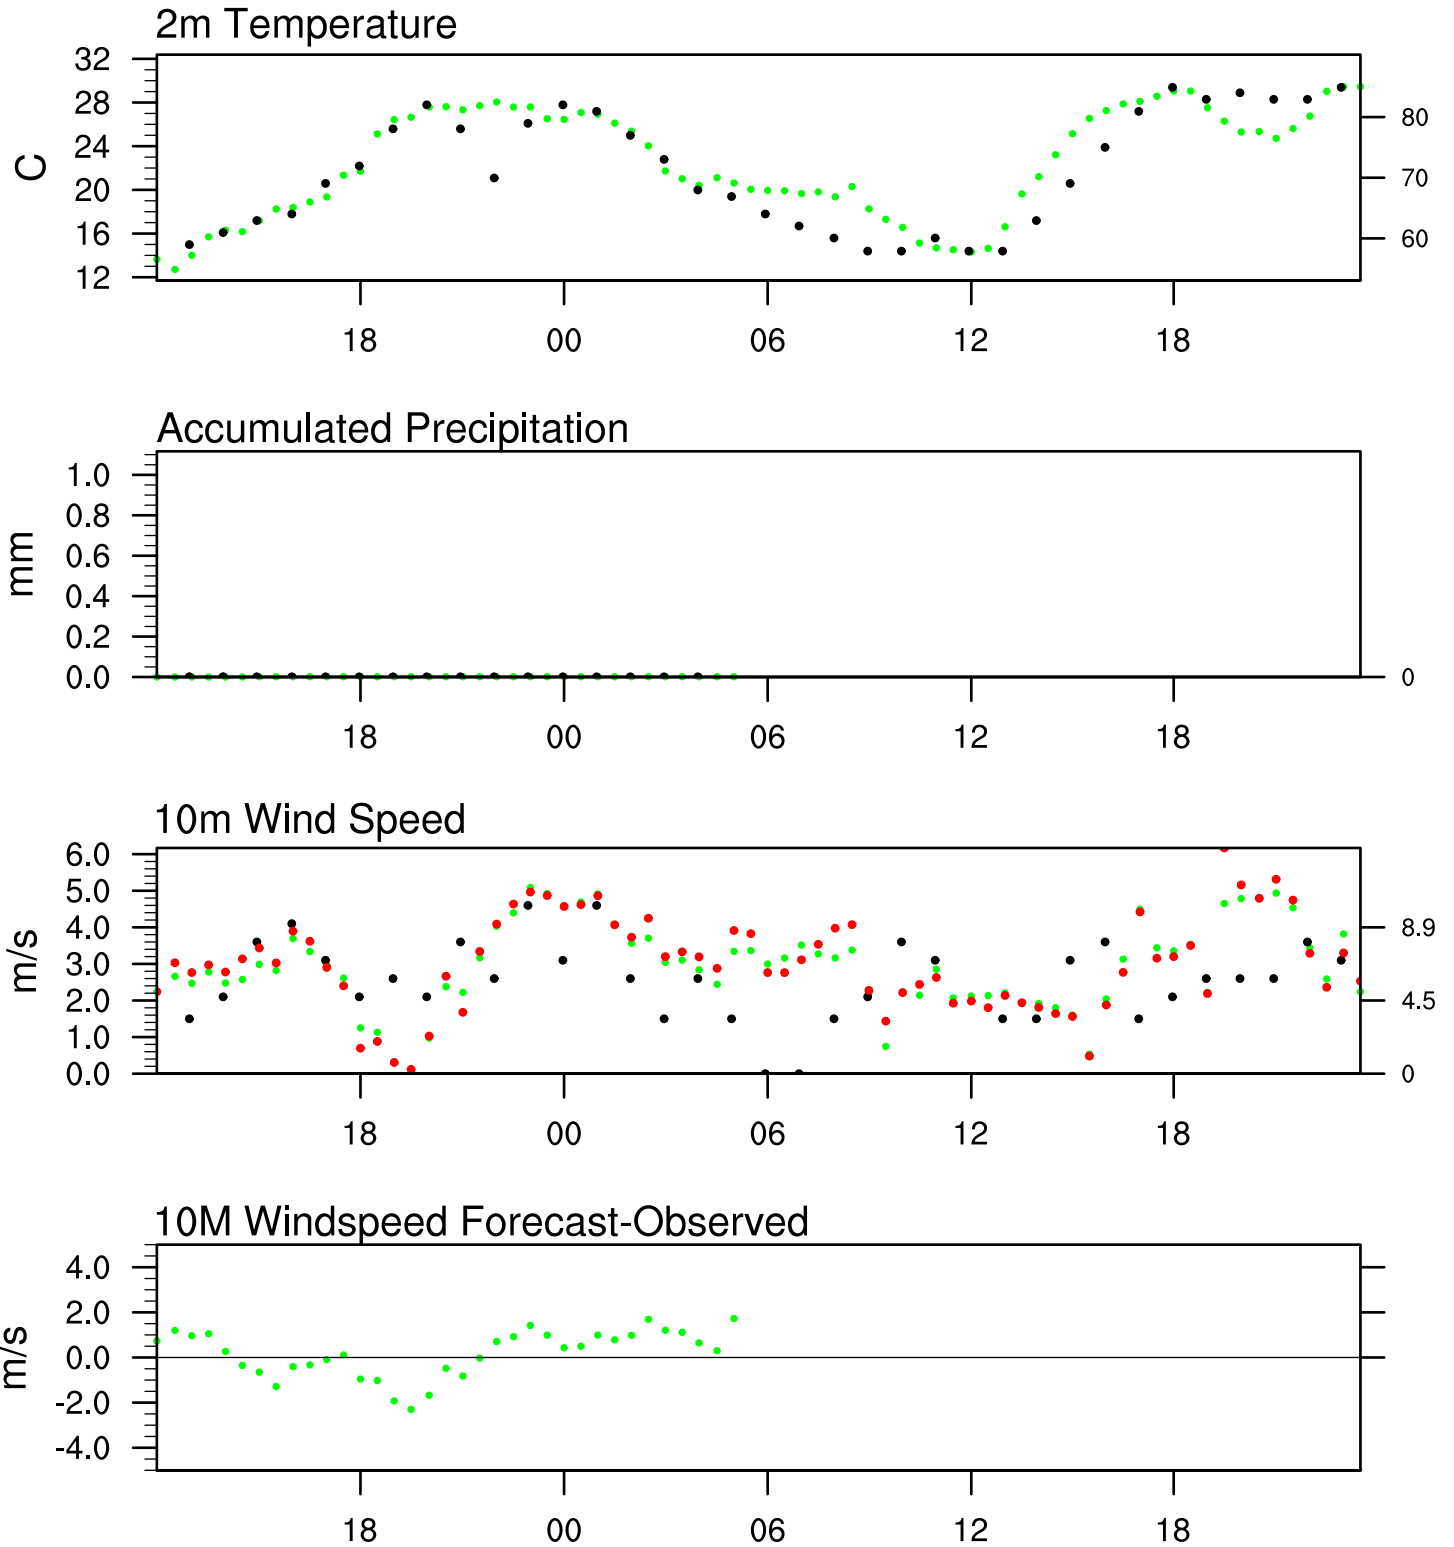 2m Temperature
32
28
24
20
16
12
C
80
70
60
18 00 06 12 18
Accumulated Precipitation
1.0
0.8
0.6
0.4
0.2
0.0
mm
0
18 00 06 12 18
10m Wind Speed
6.0
5.0
4.0
3.0
2.0
1.0
0.0
m/s
8.9
4.5
0
18 00 06 12 18
10M Windspeed Forecast-Observed
4.0
2.0
0.0
-2.0
-4.0
m/s
18 00 06 12 18